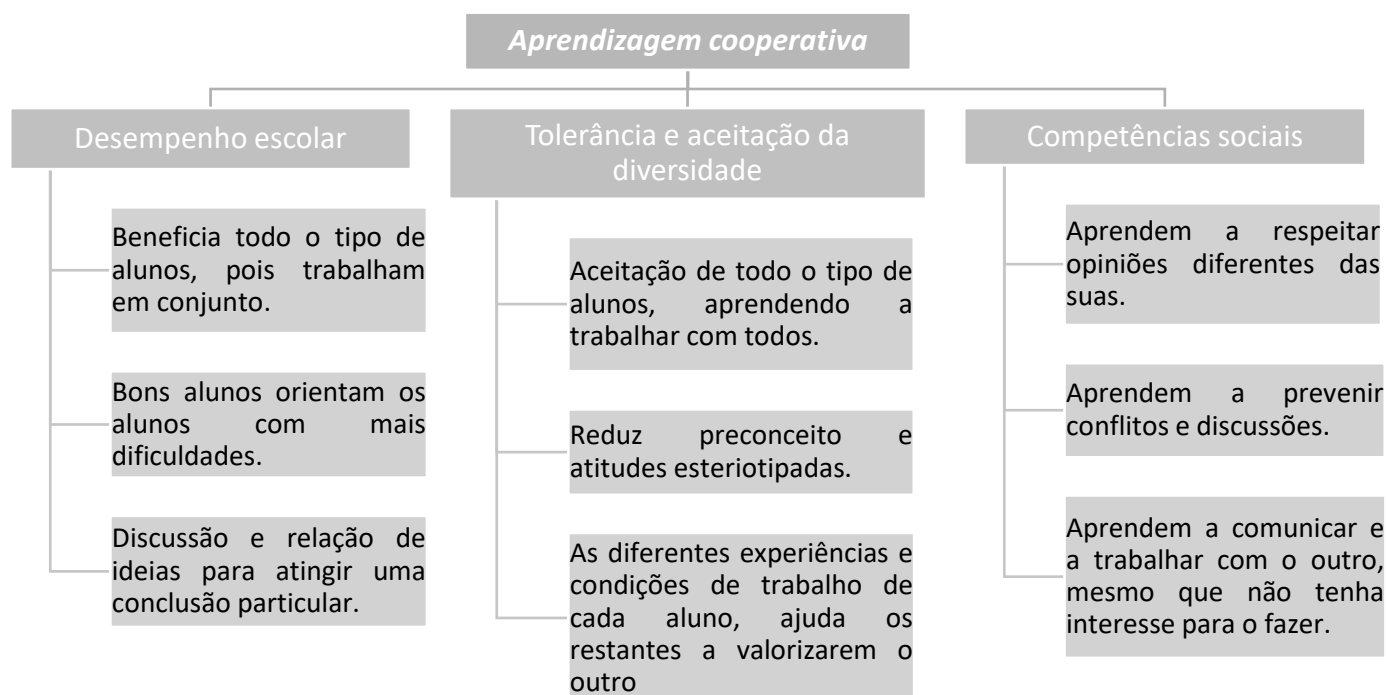 Aprendizagem cooperativa
Desempenho escolar
Beneficia todo o tipo de
alunos, pois trabalham
em conjunto.
Bons alunos orientam os
alunos com mais
dificuldades.
Discussão e relação de
ideias para atingir uma
conclusão particular.
Tolerância e aceitação da
diversidade
Aceitação de todo o tipo de
alunos, aprendendo a
trabalhar com todos.
Reduz preconceito e
atitudes esteriotipadas.
As diferentes experiências e
condições de trabalho de
cada aluno, ajuda os
restantes a valorizarem o
outro
Competências sociais
Aprendem a respeitar
opiniões diferentes das
suas.
Aprendem a prevenir
conflitos e discussões.
Aprendem a comunicar e
a trabalhar com o outro,
mesmo que não tenha
interesse para o fazer.